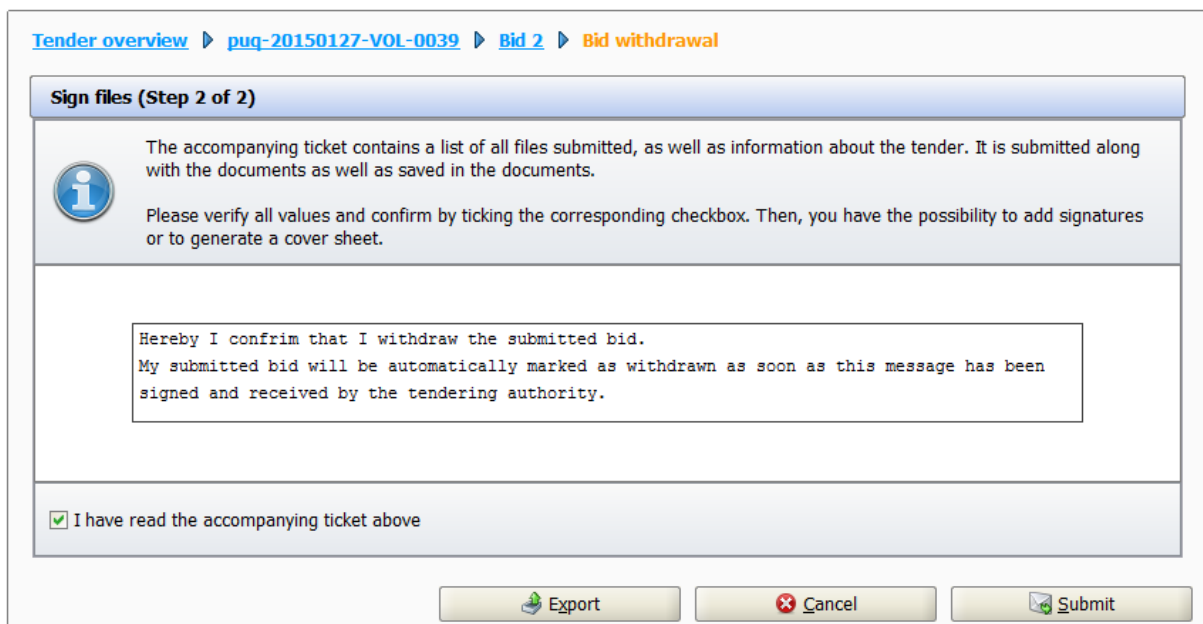 Tender overview puq-20150127-VOL-0039 Bid 2 Bid withdrawal
Sign files (Step 2 of 2)
The accompanying ticket contains a list of all files submitted, as well as information about the tender. It is submitted along
with the documents as well as saved in the documents.
Please verify all values and confirm by ticking the corresponding checkbox. Then, you have the possibility to add signatures
or to generate a cover sheet.
Hereby I confrim that I withdraw the submitted bid.
My submitted bid will be automatically marked as withdrawn as soon as this message has been
signed and received by the tendering authority.
I have read the accompanying ticket above
Export Cancel Submit